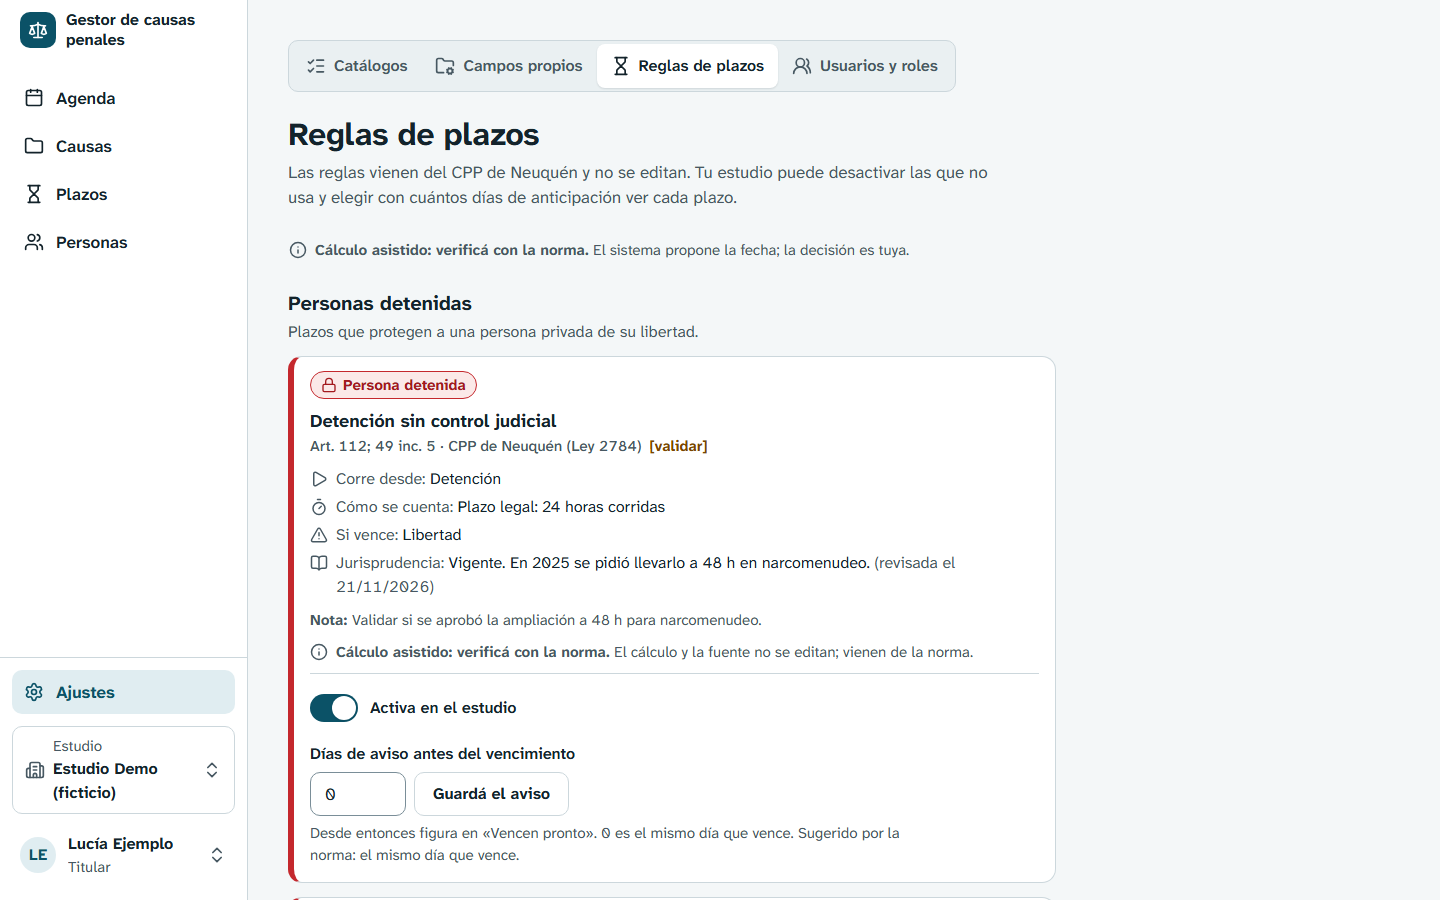 Gestor de causas
penales
Agenda
Causas
Plazos
Personas
Ajustes
Estudio
Estudio Demo
(ficticio)
LE
Lucía Ejemplo
Titular
Catálogos
Campos propios
Reglas de plazos
Usuarios y roles
Reglas de plazos
Las reglas vienen del CPP de Neuquén y no se editan. Tu estudio puede desactivar las que no
usa y elegir con cuántos días de anticipación ver cada plazo.
Cálculo asistido: verificá con la norma. El sistema propone la fecha; la decisión es tuya.
Personas detenidas
Plazos que protegen a una persona privada de su libertad.
Persona detenida
Detención sin control judicial
Art. 112; 49 inc. 5 · CPP de Neuquén (Ley 2784) [validar]
Corre desde: Detención
Cómo se cuenta: Plazo legal: 24 horas corridas
Si vence: Libertad
Jurisprudencia: Vigente. En 2025 se pidió llevarlo a 48 h en narcomenudeo. (revisada el
21/11/2026)
Nota: Validar si se aprobó la ampliación a 48 h para narcomenudeo.
Cálculo asistido: verificá con la norma. El cálculo y la fuente no se editan; vienen de la norma.
Activa en el estudio
Días de aviso antes del vencimiento
0
Guardá el aviso
Desde entonces figura en «Vencen pronto». 0 es el mismo día que vence. Sugerido por la
norma: el mismo día que vence.